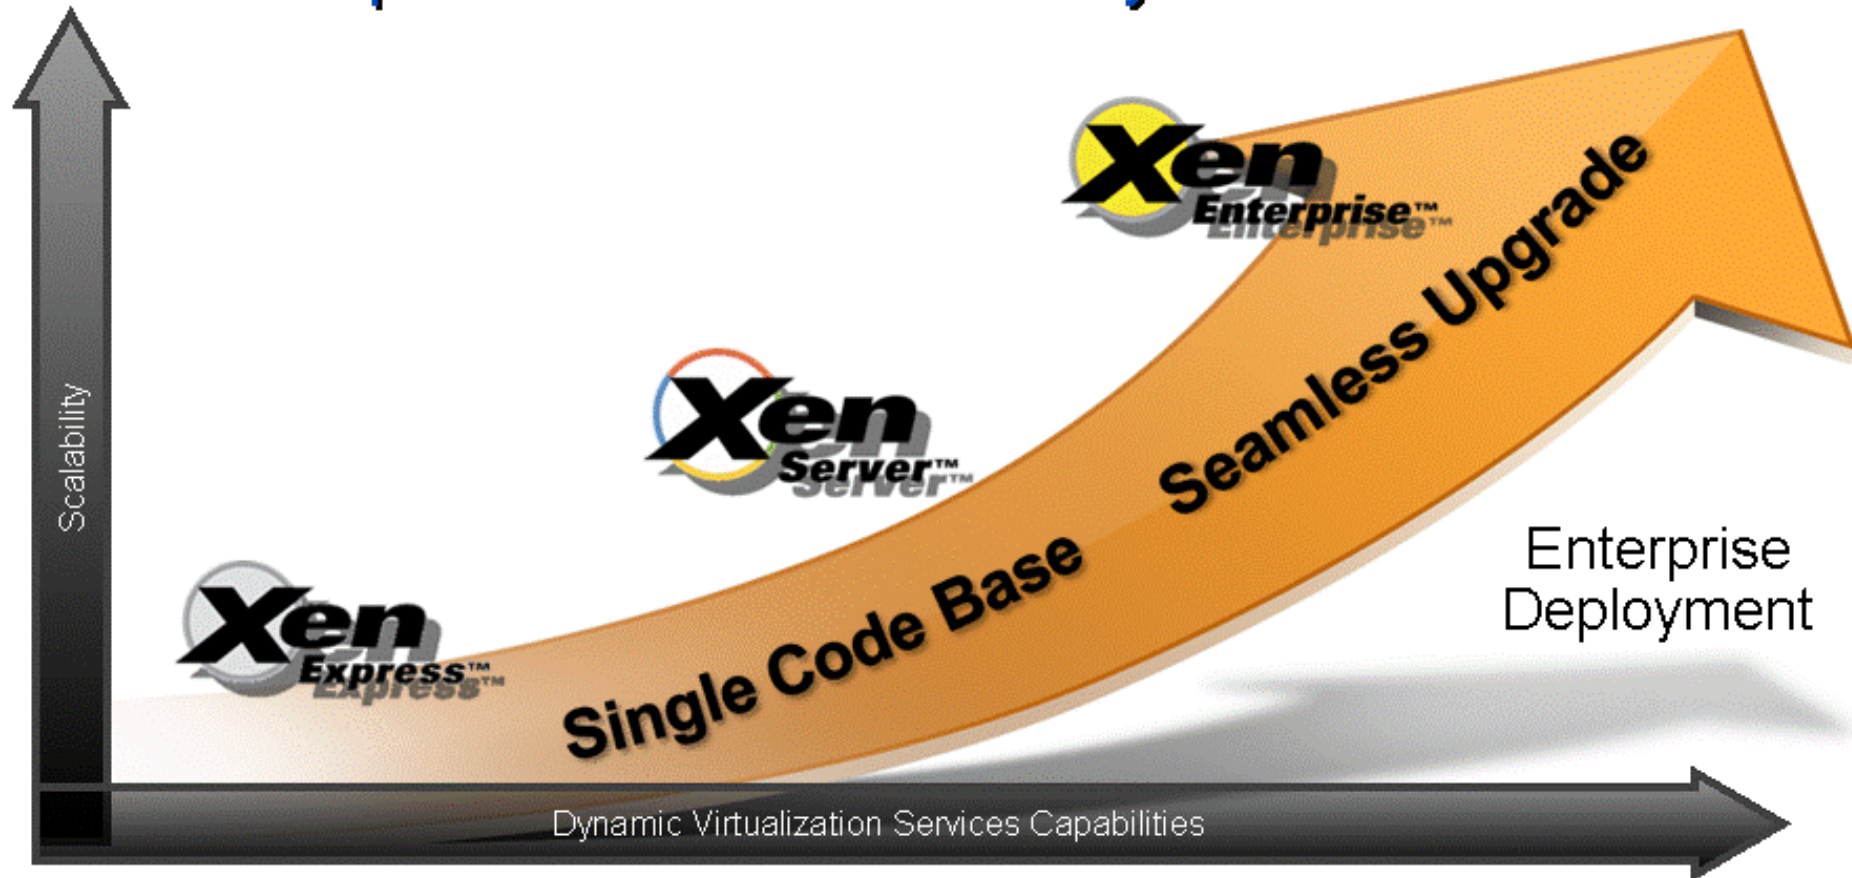 Xen
Enterprise™
Xen
Server™
Xen
Express™
Single Code Base Seamless Upgrade
Enterprise
Deployment
Scalability
Dynamic Virtualization Services Capabilities